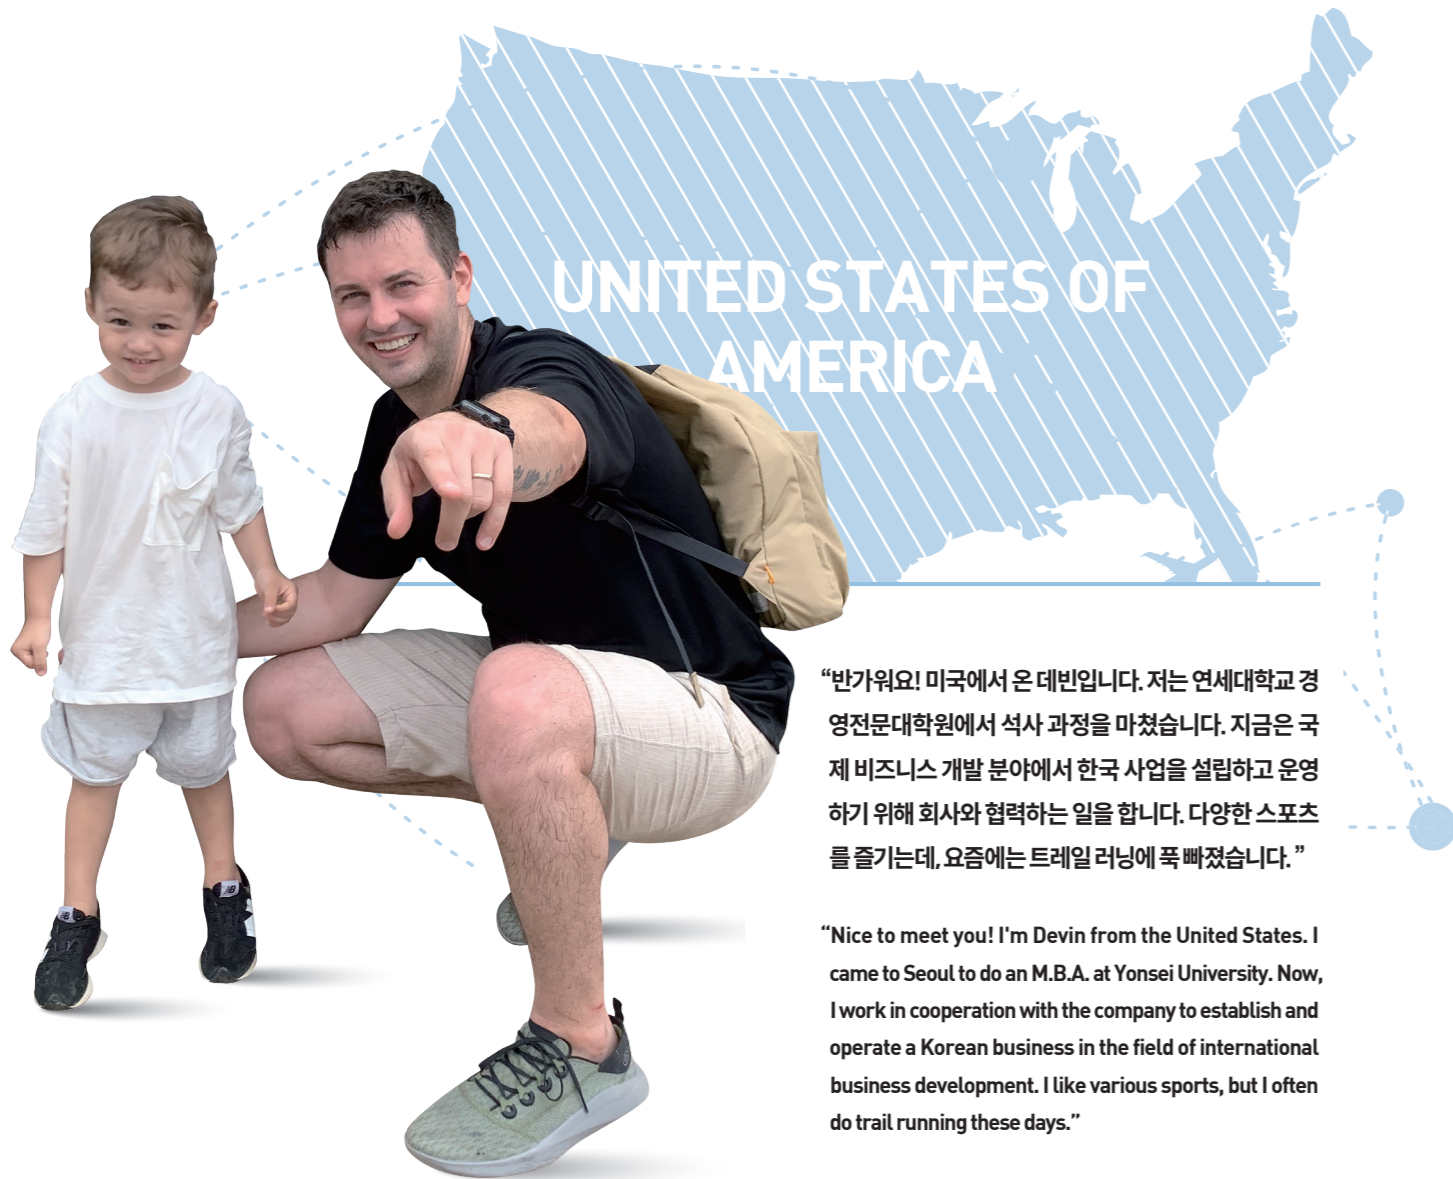 UNITED STATES OF
AMERICA
“반가워요! 미국에서 온 데빈입니다. 저는 연세대학교 경
영전문대학원에서 석사 과정을 마쳤습니다. 지금은 국
제 비즈니스 개발 분야에서 한국 사업을 설립하고 운영
하기 위해 회사와 협력하는 일을 합니다. 다양한 스포츠
를 즐기는데, 요즘에는 트레일 러닝에 푹 빠졌습니다. ”
“Nice to meet you! I'm Devin from the United States. I
came to Seoul to do an M.B.A. at Yonsei University. Now,
I work in cooperation with the company to establish and
operate a Korean business in the field of international
business development. I like various sports, but I often
do trail running these days.”
NB
NB